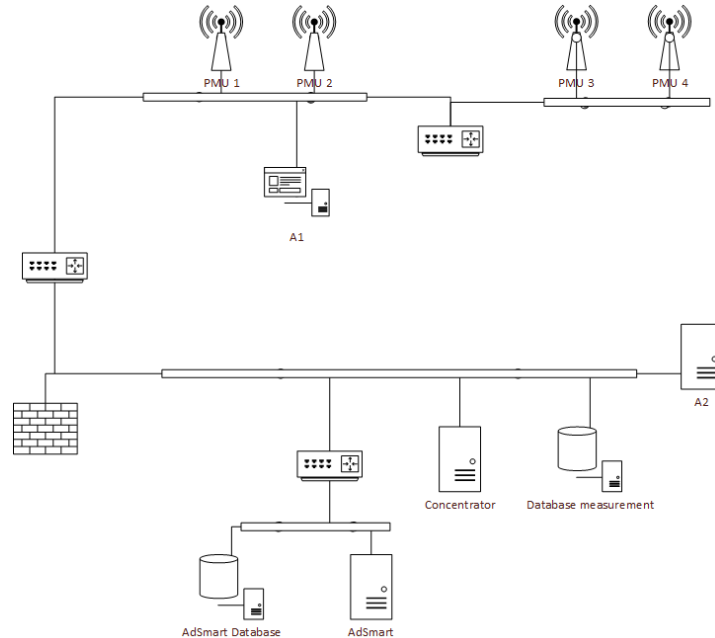 PMU 1
PMU 2
PMU 3
PMU 4
A1
A2
Concentrator
Database measurement
AdSmart Database
AdSmart